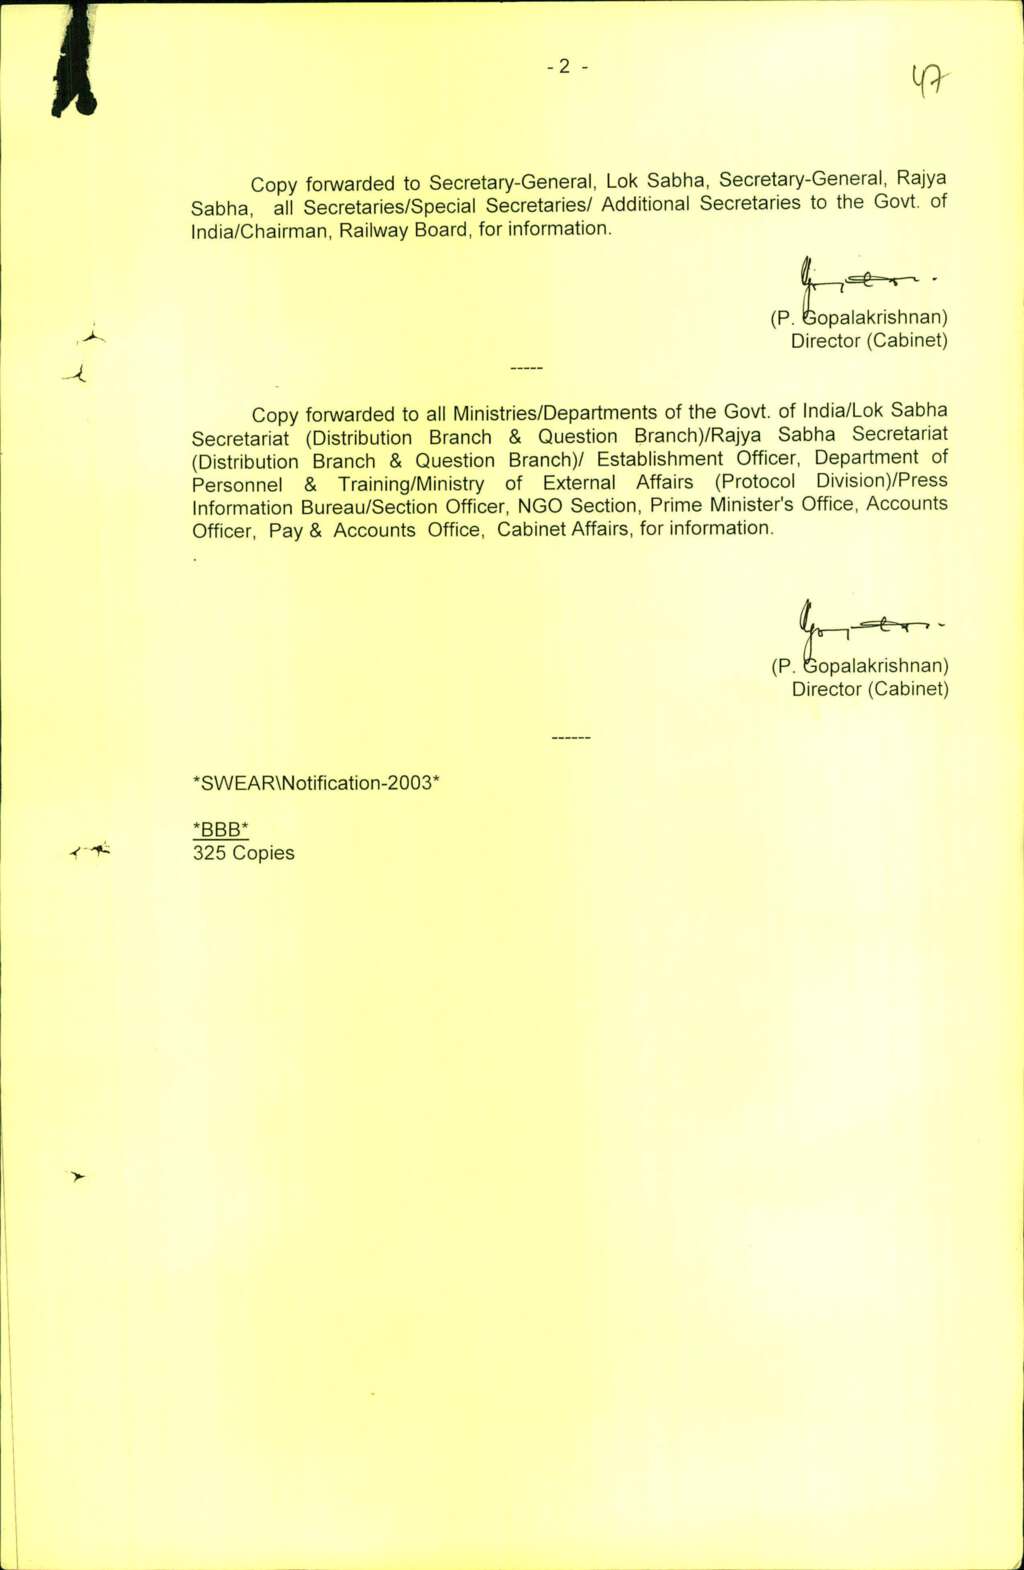 - 2 -
47
Copy forwarded to Secretary-General, Lok Sabha, Secretary-General, Rajya
Sabha, all Secretaries/Special Secretaries/ Additional Secretaries to the Govt. of
India/Chairman, Railway Board, for information.
(P. Gopalakrishnan)
Director (Cabinet)
-----
Copy forwarded to all Ministries/Departments of the Govt. of India/Lok Sabha
Secretariat (Distribution Branch & Question Branch)/Rajya Sabha Secretariat
(Distribution Branch & Question Branch)/ Establishment Officer, Department of
Personnel & Training/Ministry of External Affairs (Protocol Division)/Press
Information Bureau/Section Officer, NGO Section, Prime Minister's Office, Accounts
Officer, Pay & Accounts Office, Cabinet Affairs, for information.
(P. Gopalakrishnan)
Director (Cabinet)
------
*SWEAR\Notification-2003*
*BBB*
325 Copies